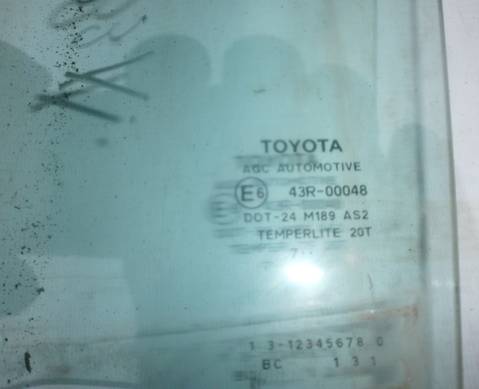 TOYOTA
AGC AUTOMOTIVE
E6 43R-00048
DOT-24 M189 AS2
TEMPERLITE 20T
7
1 3-12345678 0
BC 1 3 1